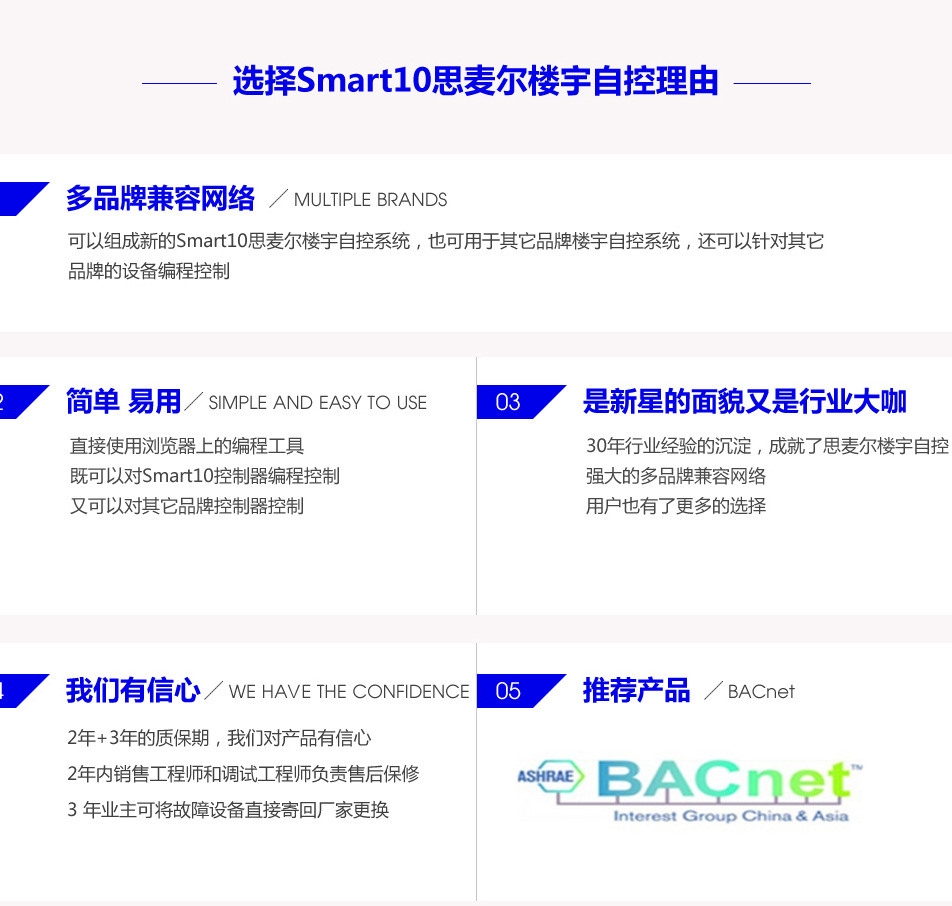 选择Smart10思麦尔楼宇自控理由
多品牌兼容网络 ／ MULTIPLE BRANDS
可以组成新的Smart10思麦尔楼宇自控系统，也可用于其它品牌楼宇自控系统，还可以针对其它
品牌的设备编程控制
2 简单 易用／ SIMPLE AND EASY TO USE
直接使用浏览器上的编程工具
既可以对Smart10控制器编程控制
又可以对其它品牌控制器控制
03 是新星的面貌又是行业大咖
30年行业经验的沉淀，成就了思麦尔楼宇自控
强大的多品牌兼容网络
用户也有了更多的选择
4 我们有信心／ WE HAVE THE CONFIDENCE
2年+3年的质保期，我们对产品有信心
2年内销售工程师和调试工程师负责售后保修
3 年业主可将故障设备直接寄回厂家更换
05 推荐产品 ／ BACnet
ASHRAE BACnet™
Interest Group China & Asia